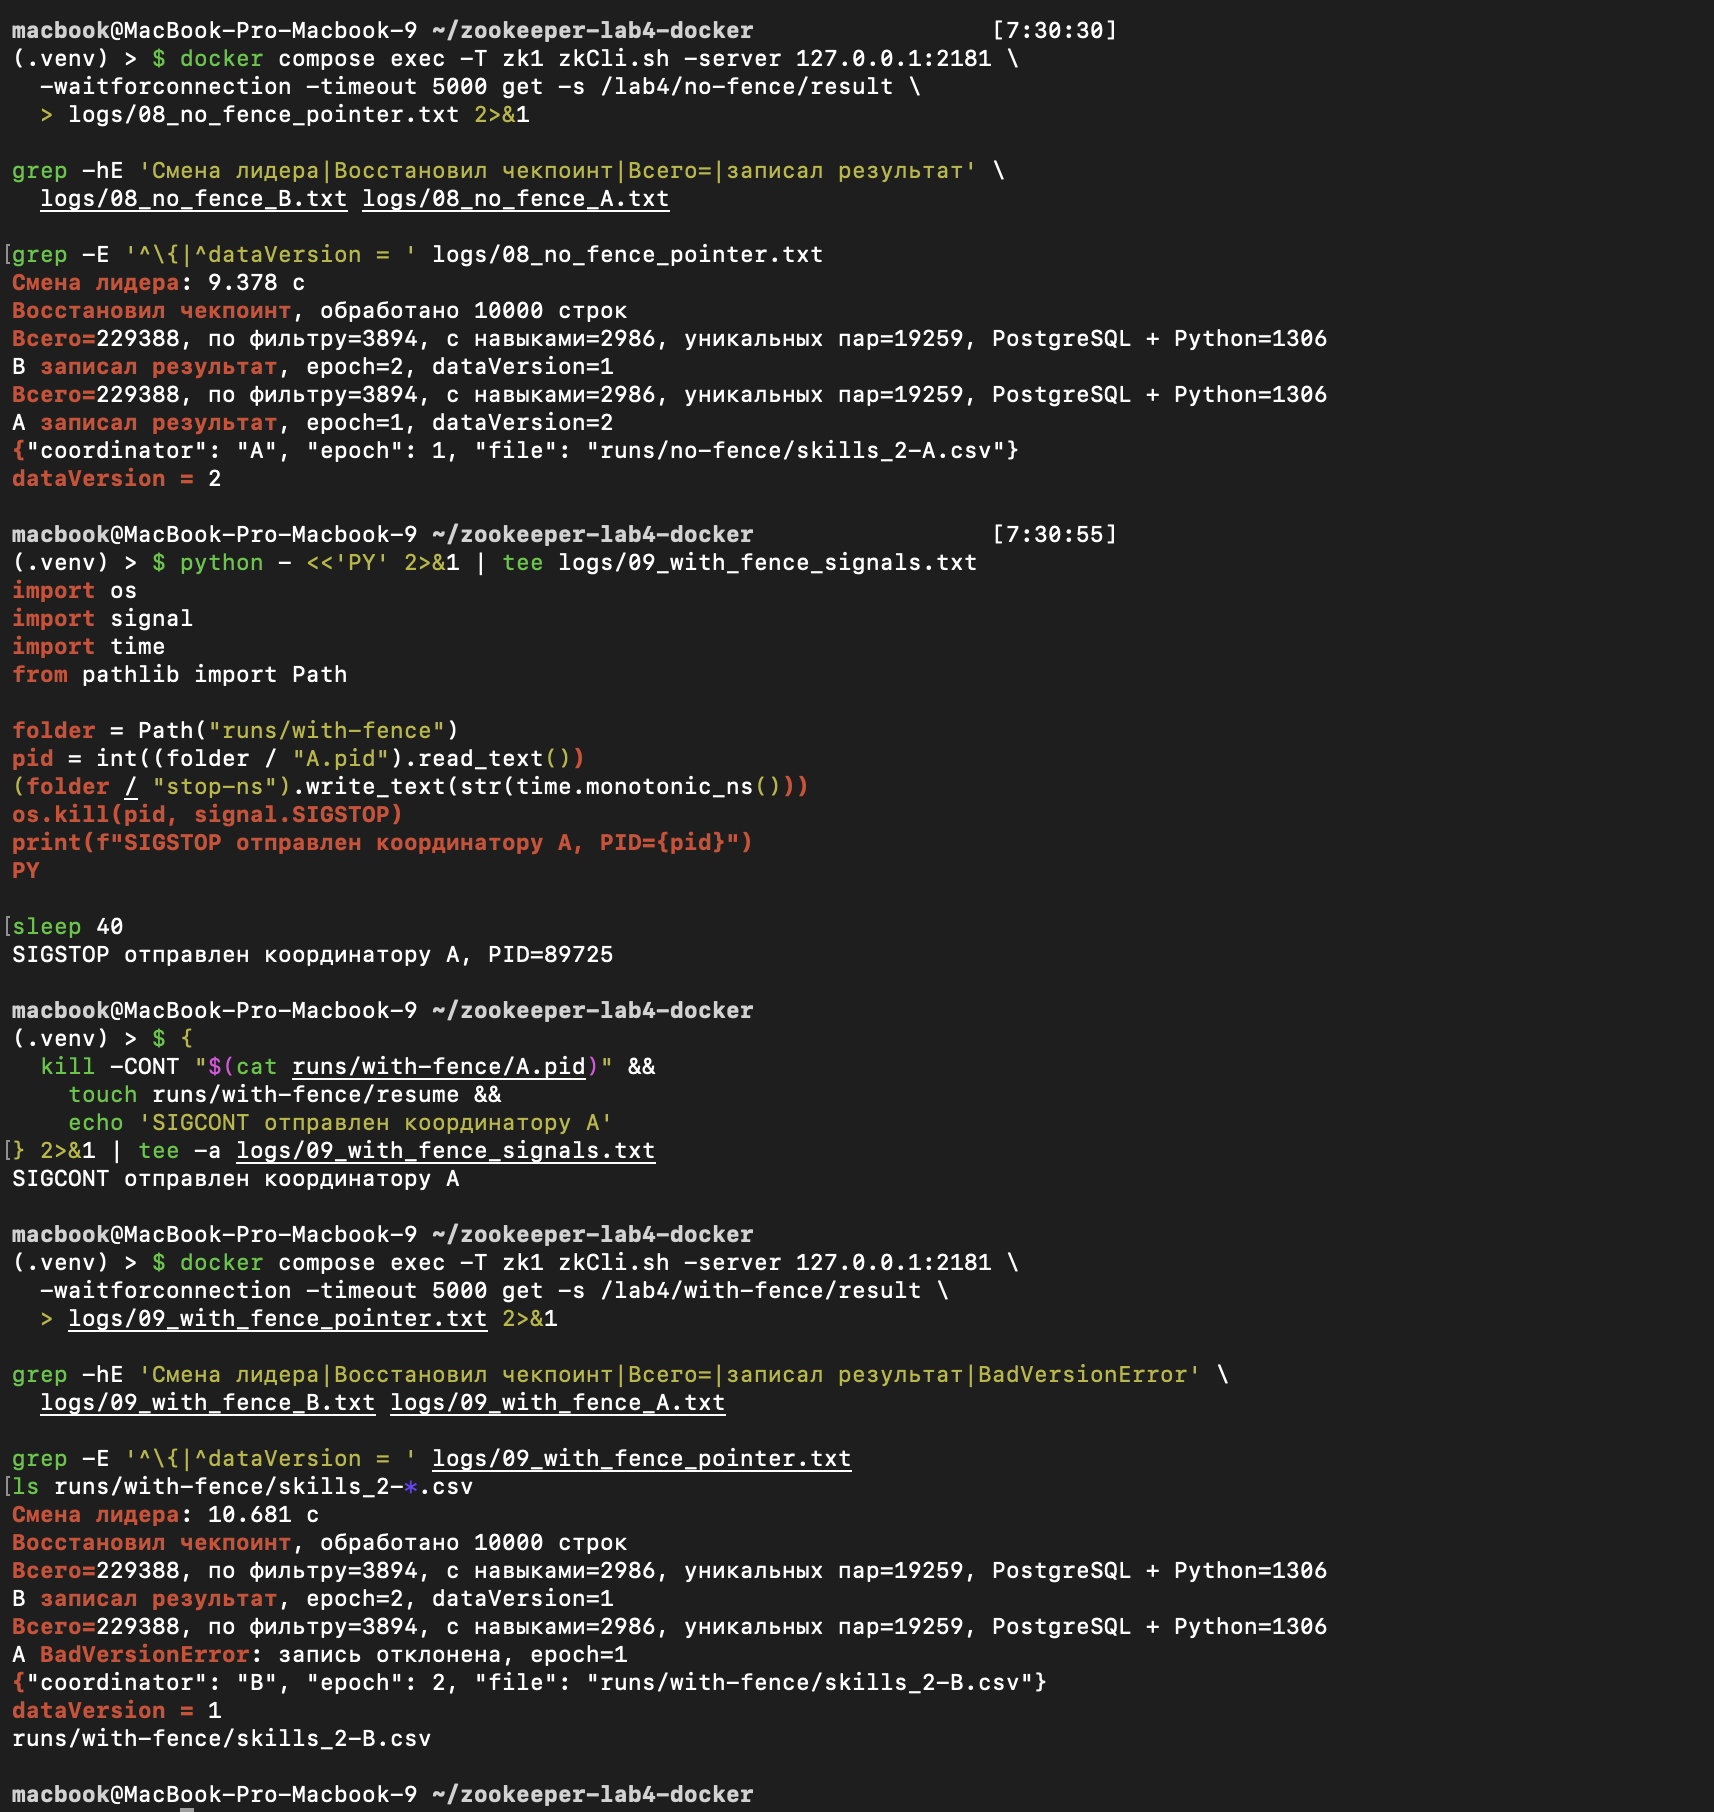 macbook@MacBook-Pro-Macbook-9 ~/zookeeper-lab4-docker [7:30:30]
(.venv) > $ docker compose exec -T zk1 zkCli.sh -server 127.0.0.1:2181 \
-waitforconnection -timeout 5000 get -s /lab4/no-fence/result \
> logs/08_no_fence_pointer.txt 2>&1
grep -hE 'Смена лидера|Восстановил чекпоинт|Всего=|записал результат' \
logs/08_no_fence_B.txt logs/08_no_fence_A.txt
[grep -E '^\{|^dataVersion = ' logs/08_no_fence_pointer.txt
Смена лидера: 9.378 с
Восстановил чекпоинт, обработано 10000 строк
Всего=229388, по фильтру=3894, с навыками=2986, уникальных пар=19259, PostgreSQL + Python=1306
B записал результат, epoch=2, dataVersion=1
Всего=229388, по фильтру=3894, с навыками=2986, уникальных пар=19259, PostgreSQL + Python=1306
A записал результат, epoch=1, dataVersion=2
{"coordinator": "A", "epoch": 1, "file": "runs/no-fence/skills_2-A.csv"}
dataVersion = 2
macbook@MacBook-Pro-Macbook-9 ~/zookeeper-lab4-docker [7:30:55]
(.venv) > $ python - <<'PY' 2>&1 | tee logs/09_with_fence_signals.txt
import os
import signal
import time
from pathlib import Path
folder = Path("runs/with-fence")
pid = int((folder / "A.pid").read_text())
(folder / "stop-ns").write_text(str(time.monotonic_ns()))
os.kill(pid, signal.SIGSTOP)
print(f"SIGSTOP отправлен координатору A, PID={pid}")
PY
[sleep 40
SIGSTOP отправлен координатору A, PID=89725
macbook@MacBook-Pro-Macbook-9 ~/zookeeper-lab4-docker
(.venv) > $ {
kill -CONT "$(cat runs/with-fence/A.pid)" &&
touch runs/with-fence/resume &&
echo 'SIGCONT отправлен координатору A'
[} 2>&1 | tee -a logs/09_with_fence_signals.txt
SIGCONT отправлен координатору A
macbook@MacBook-Pro-Macbook-9 ~/zookeeper-lab4-docker
(.venv) > $ docker compose exec -T zk1 zkCli.sh -server 127.0.0.1:2181 \
-waitforconnection -timeout 5000 get -s /lab4/with-fence/result \
> logs/09_with_fence_pointer.txt 2>&1
grep -hE 'Смена лидера|Восстановил чекпоинт|Всего=|записал результат|BadVersionError' \
logs/09_with_fence_B.txt logs/09_with_fence_A.txt
grep -E '^\{|^dataVersion = ' logs/09_with_fence_pointer.txt
[ls runs/with-fence/skills_2-*.csv
Смена лидера: 10.681 с
Восстановил чекпоинт, обработано 10000 строк
Всего=229388, по фильтру=3894, с навыками=2986, уникальных пар=19259, PostgreSQL + Python=1306
B записал результат, epoch=2, dataVersion=1
Всего=229388, по фильтру=3894, с навыками=2986, уникальных пар=19259, PostgreSQL + Python=1306
A BadVersionError: запись отклонена, epoch=1
{"coordinator": "B", "epoch": 2, "file": "runs/with-fence/skills_2-B.csv"}
dataVersion = 1
runs/with-fence/skills_2-B.csv
macbook@MacBook-Pro-Macbook-9 ~/zookeeper-lab4-docker